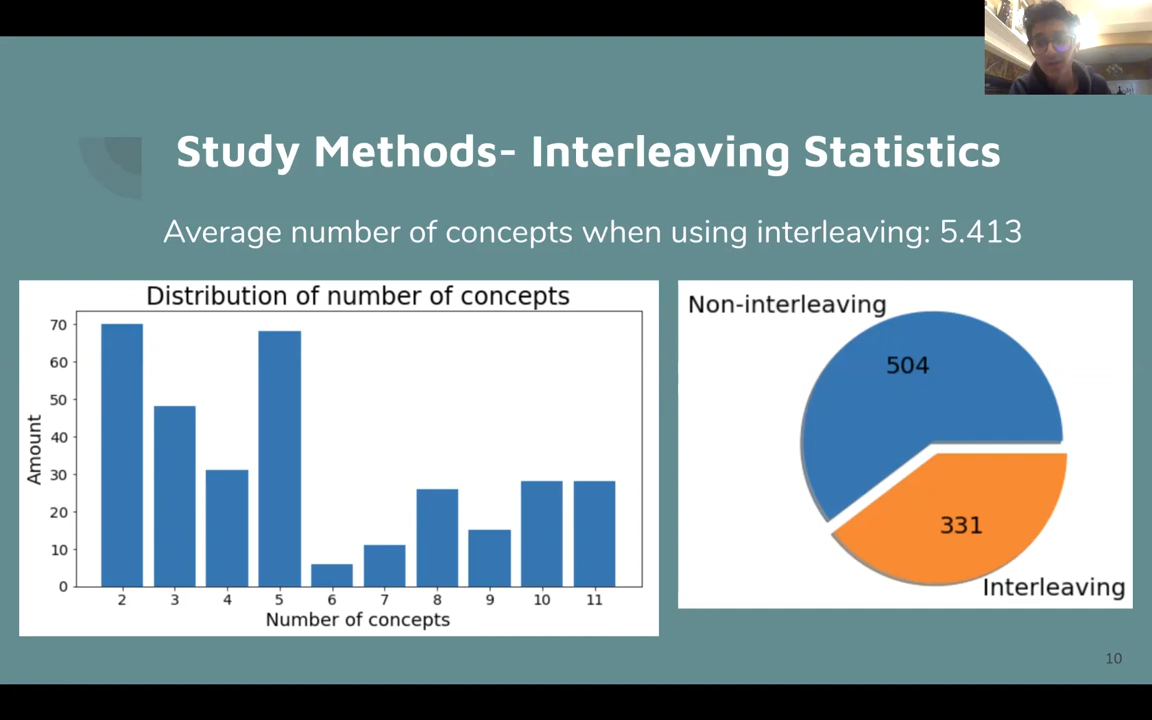 Study Methods- Interleaving Statistics
Average number of concepts when using interleaving: 5.413
Distribution of number of concepts
70
60
50
40
30
20
10
0
Amount
2 3 4 5 6 7 8 9 10 11
Number of concepts
Non-interleaving
504
331
Interleaving
10